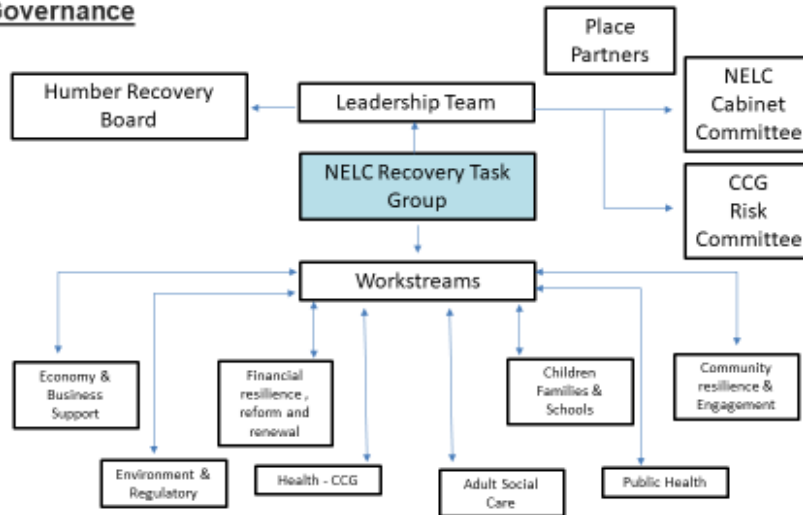 Governance
Place
Partners
Humber Recovery
Board
Leadership Team
NELC
Cabinet
Committee
NELC Recovery Task
Group
CCG
Risk
Committee
Workstreams
Economy &
Business
Support
Financial
resilience ,
reform and
renewal
Children
Families &
Schools
Community
resilience &
Engagement
Environment &
Regulatory
Health - CCG
Adult Social
Care
Public Health